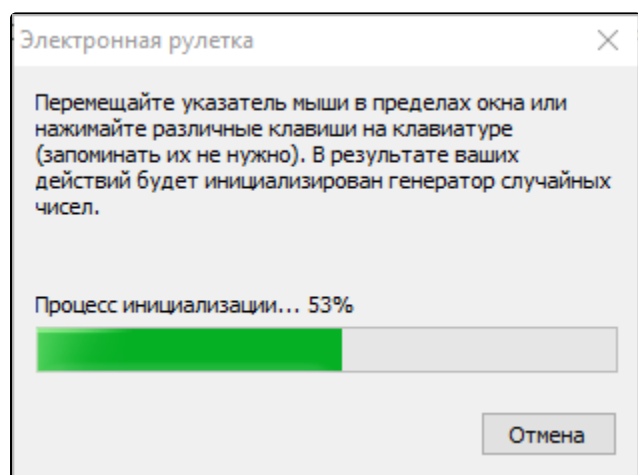 Электронная рулетка
Перемещайте указатель мыши в пределах окна или
нажимайте различные клавиши на клавиатуре
(запоминать их не нужно). В результате ваших
действий будет инициализирован генератор случайных
чисел.
Процесс инициализации... 53%
Отмена